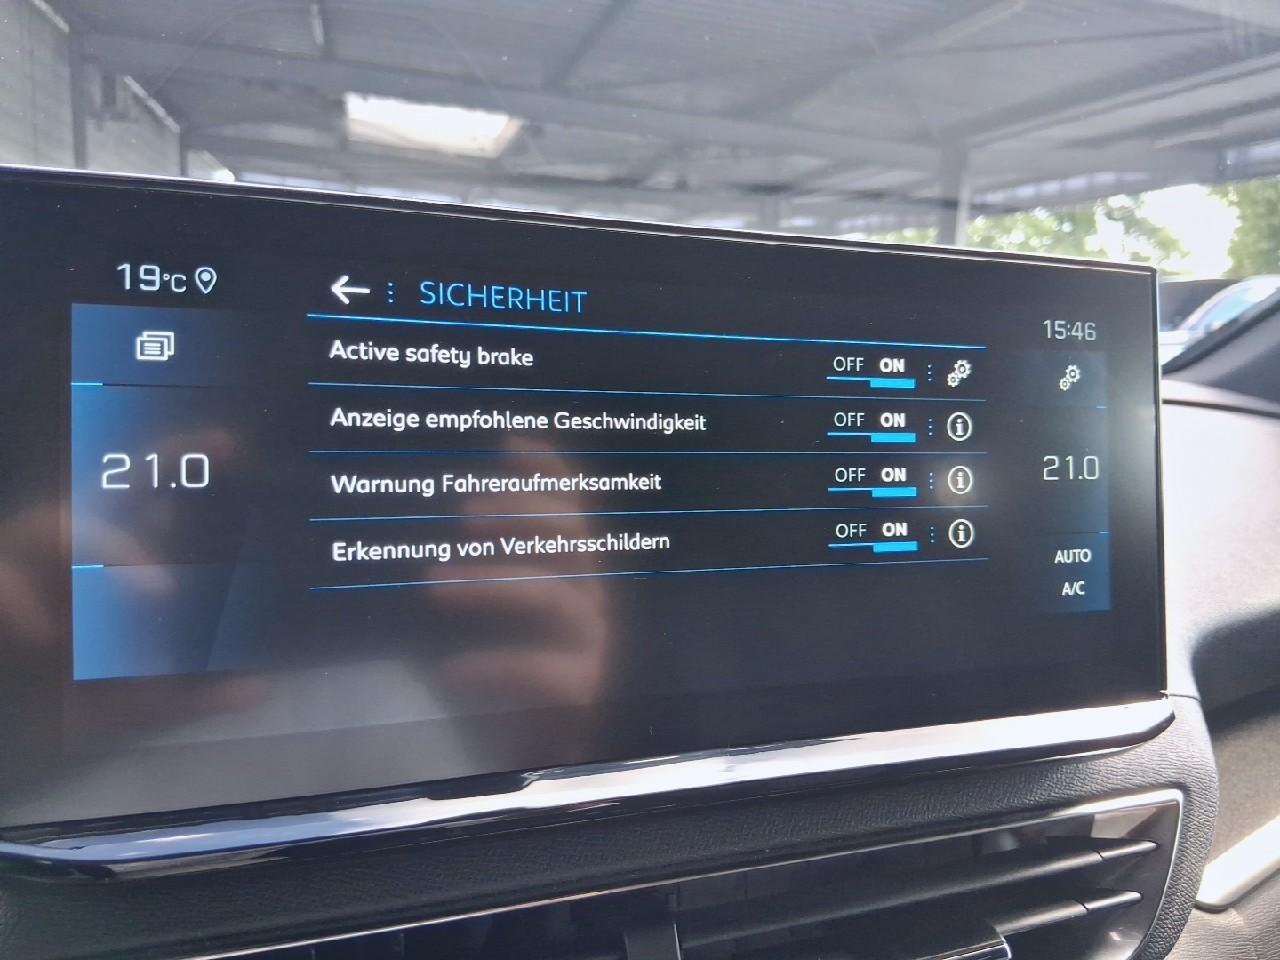 19°C
SICHERHEIT
15:46
Active safety brake OFF ON
Anzeige empfohlene Geschwindigkeit OFF ON
21.0
21.0
Warnung Fahreraufmerksamkeit OFF ON
Erkennung von Verkehrsschildern OFF ON
AUTO
A/C